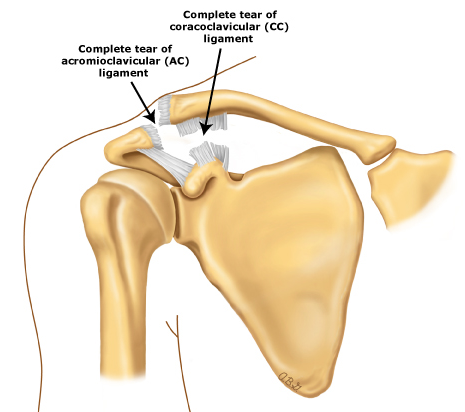 Complete tear of
coracoclavicular (CC)
ligament
Complete tear of
acromioclavicular (AC)
ligament